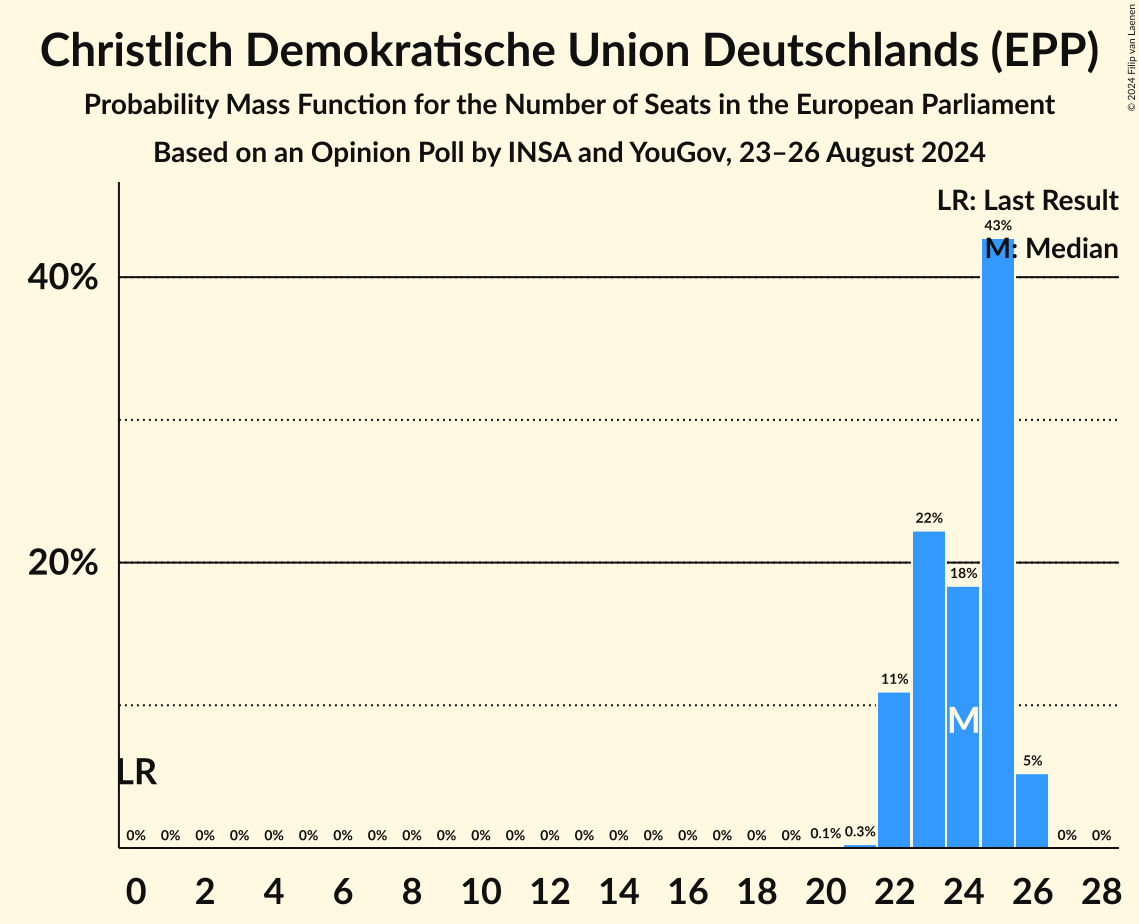 Christlich Demokratische Union Deutschlands (EPP)
Probability Mass Function for the Number of Seats in the European Parliament
Based on an Opinion Poll by INSA and YouGov, 23–26 August 2024
© 2024 Filip van Laenen
LR: Last Result
43%
M: Median
40%
22%
20%
18%
11%
M
5%
LR
0% 0% 0% 0% 0% 0% 0% 0% 0% 0% 0% 0% 0% 0% 0% 0% 0% 0% 0% 0% 0.1% 0.3% 0% 0%
0 2 4 6 8 10 12 14 16 18 20 22 24 26 28